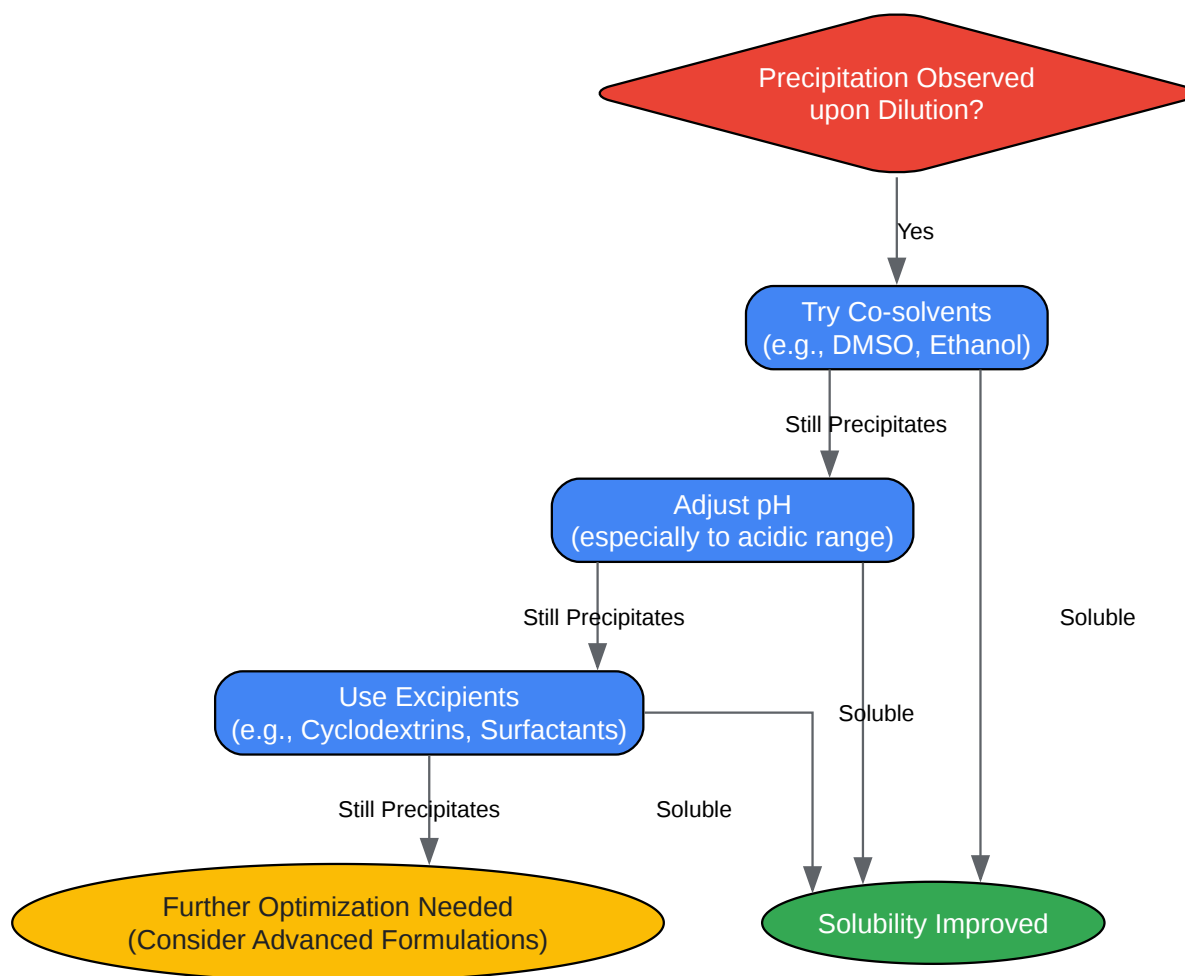 Precipitation Observed
upon Dilution?
Yes
Try Co-solvents
(e.g., DMSO, Ethanol)
Still Precipitates
Adjust pH
(especially to acidic range)
Still Precipitates
Soluble
Use Excipients
(e.g., Cyclodextrins, Surfactants)
Soluble
Still Precipitates
Soluble
Further Optimization Needed
(Consider Advanced Formulations)
Solubility Improved